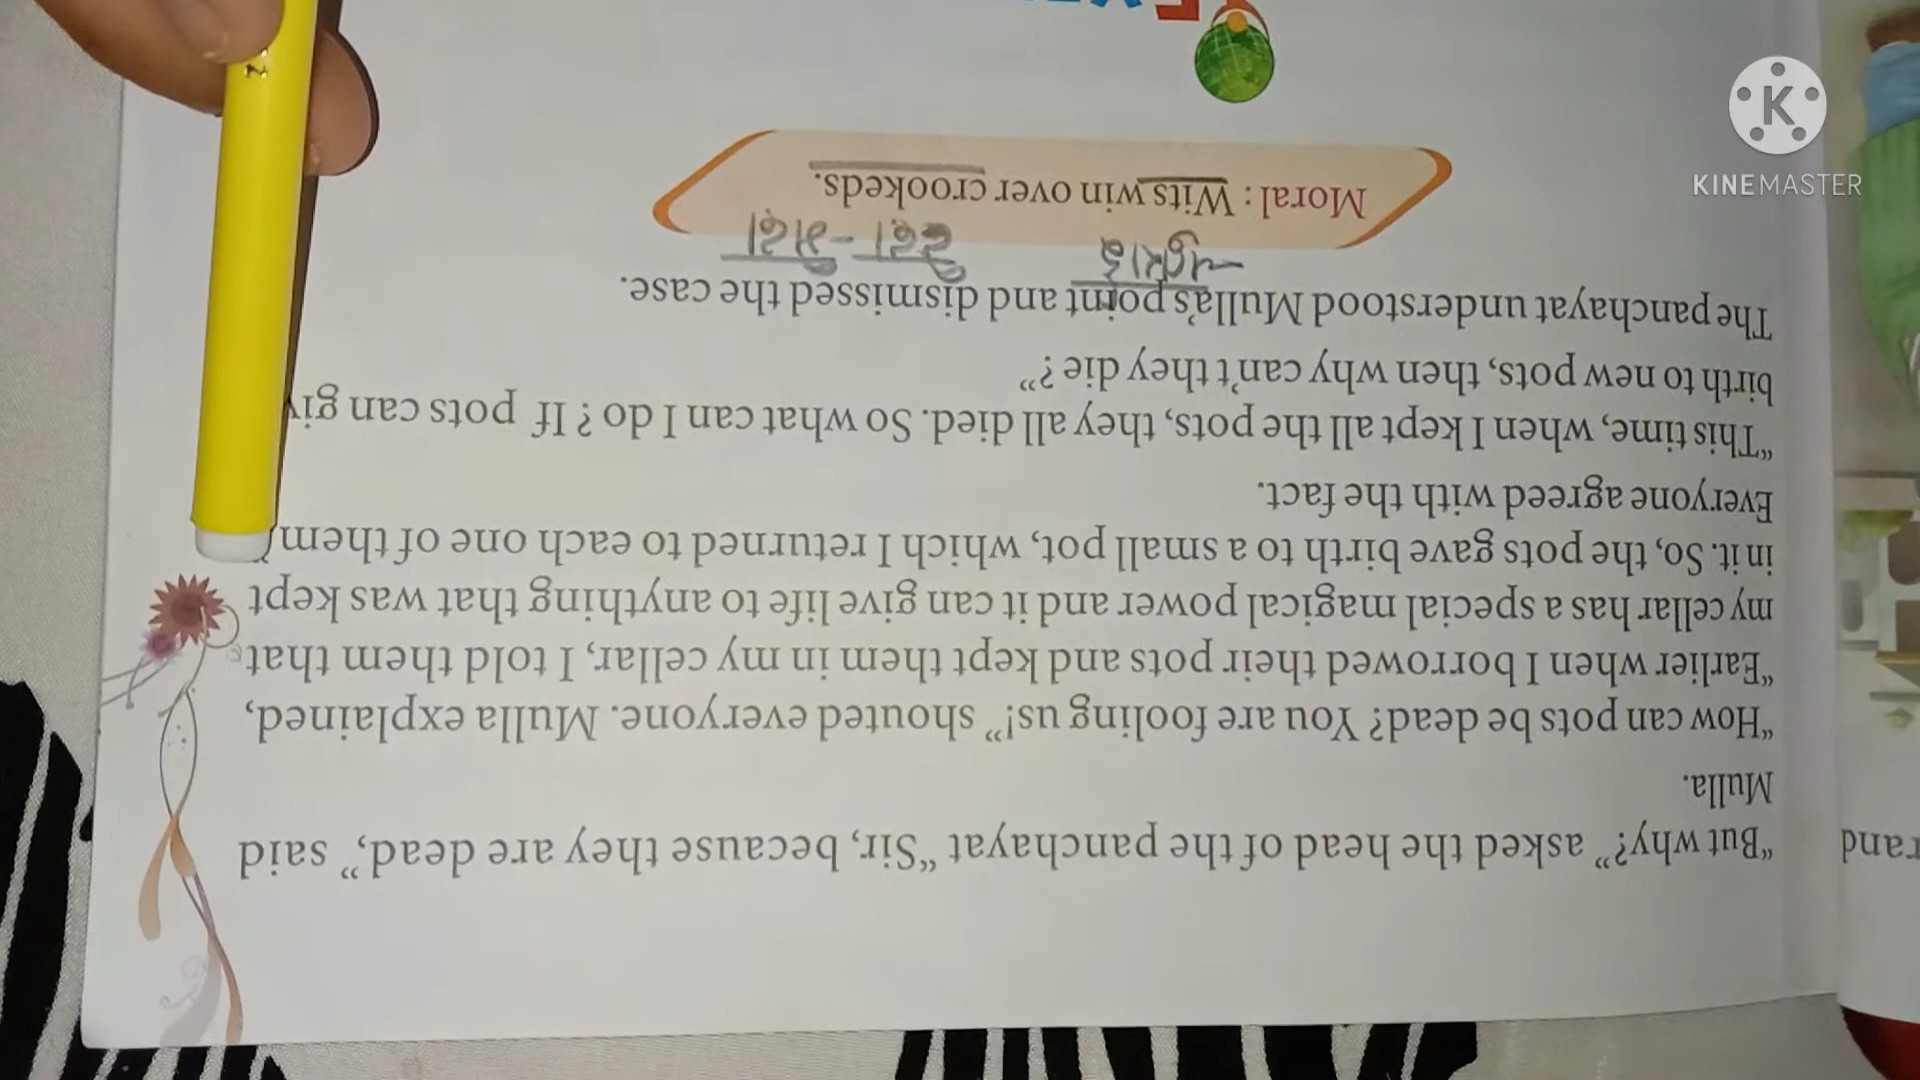 "But why?" asked the head of the panchayat "Sir, because they are dead," said
Mulla.
"How can pots be dead? You are fooling us!" shouted everyone. Mulla explained,
"Earlier when I borrowed their pots and kept them in my cellar, I told them that
my cellar has a special magical power and it can give life to anything that was kept
in it. So, the pots gave birth to a small pot, which I returned to each one of them
Everyone agreed with the fact.
"This time, when I kept all the pots, they all died. So what can I do? If pots can giv
birth to new pots, then why can't they die?"
The panchayat understood Mulla's point and dismissed the case.
Moral : Wits win over crookeds.
KINEMASTER